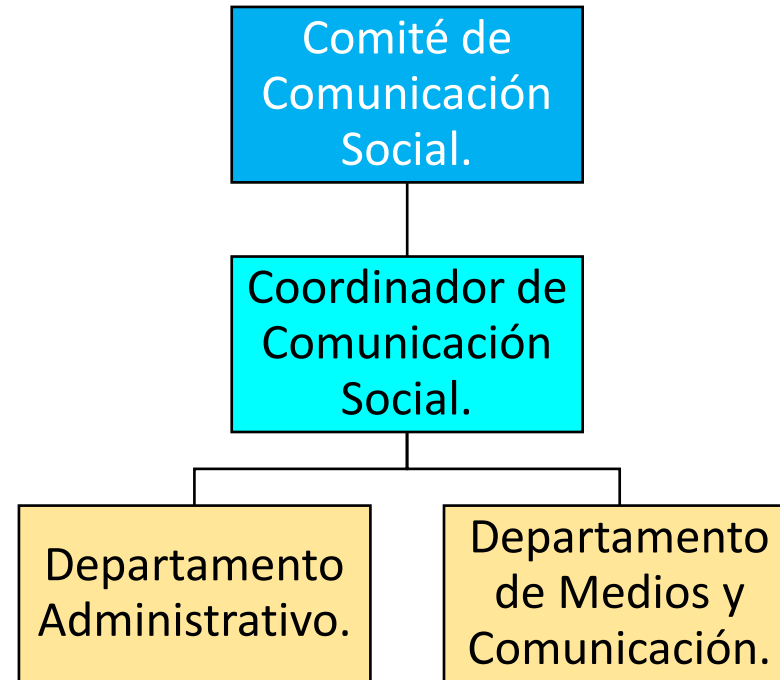 Comité de
Comunicación
Social.
Coordinador de
Comunicación
Social.
Departamento
Administrativo.
Departamento
de Medios y
Comunicación.